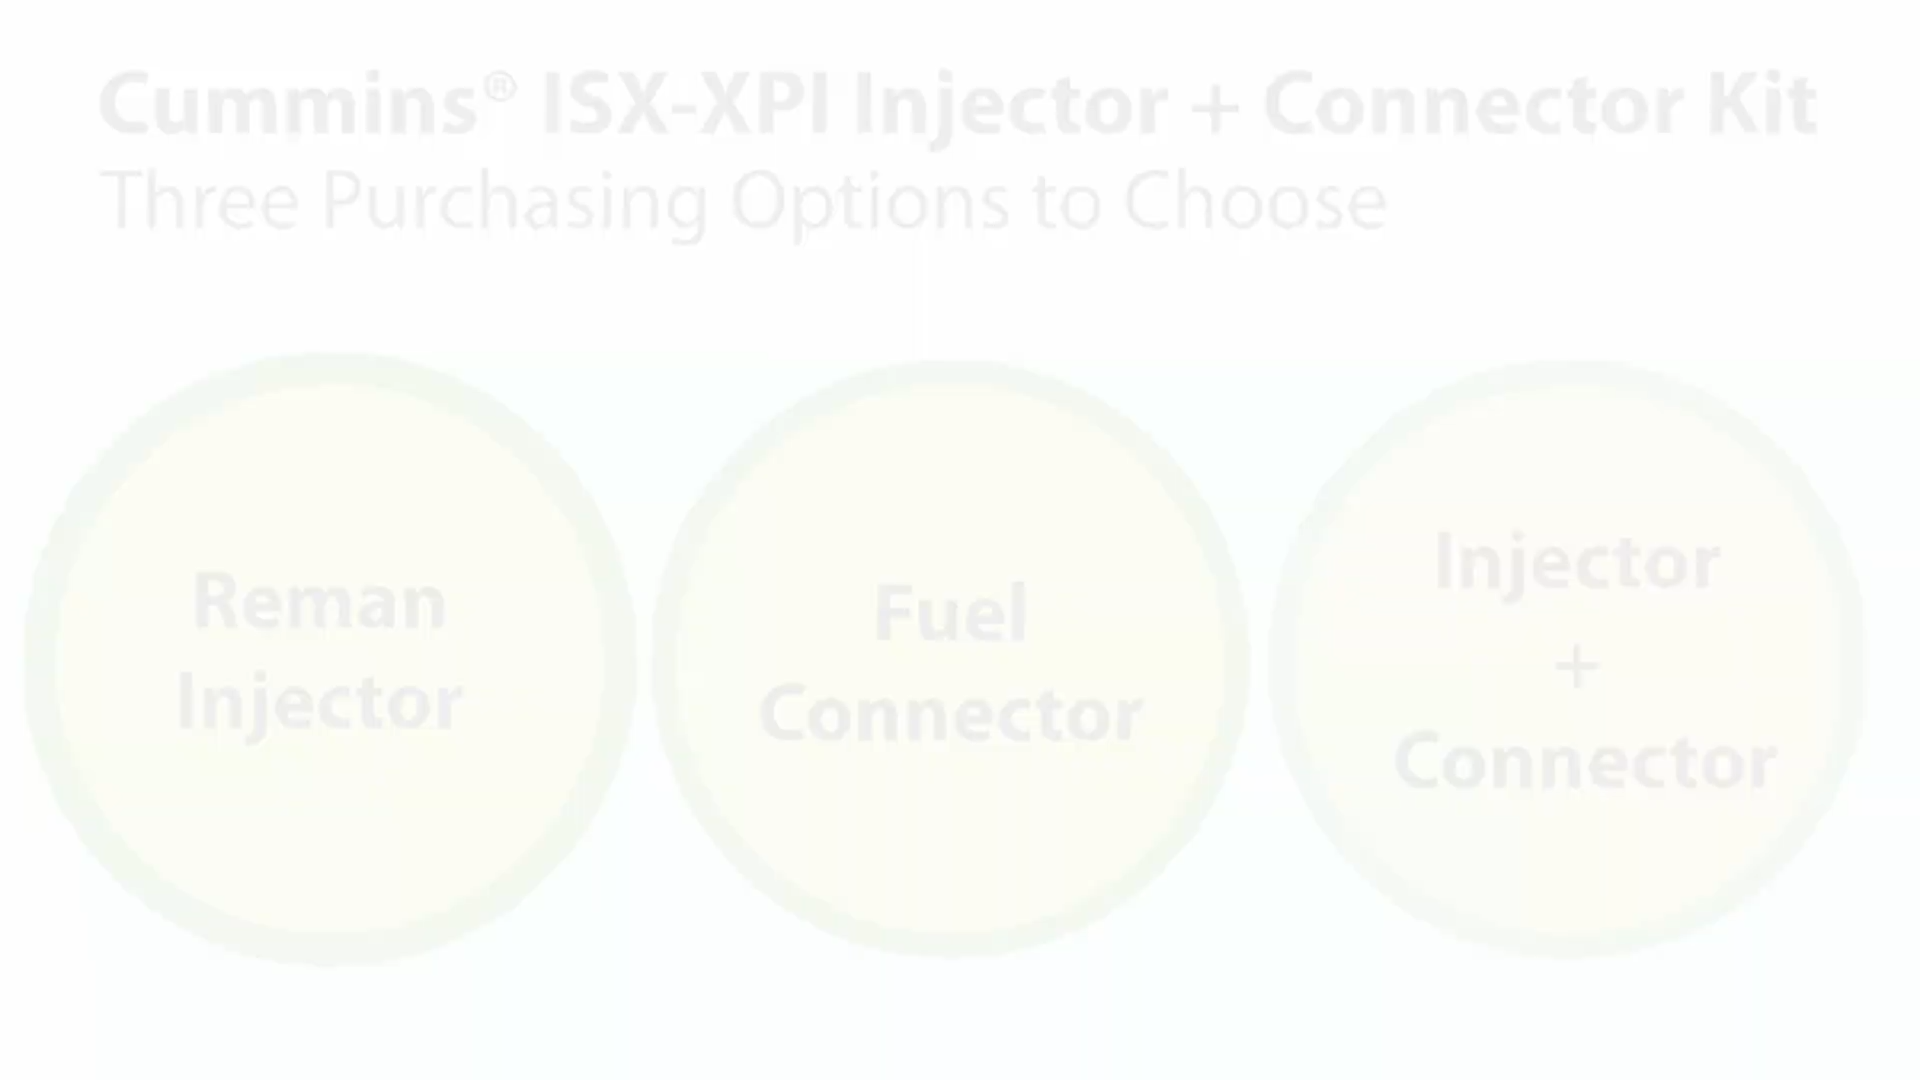 Cummins® ISX-XPI Injector + Connector Kit
Three Purchasing Options to Choose
Reman
Injector
Fuel
Connector
Injector
+
Connector